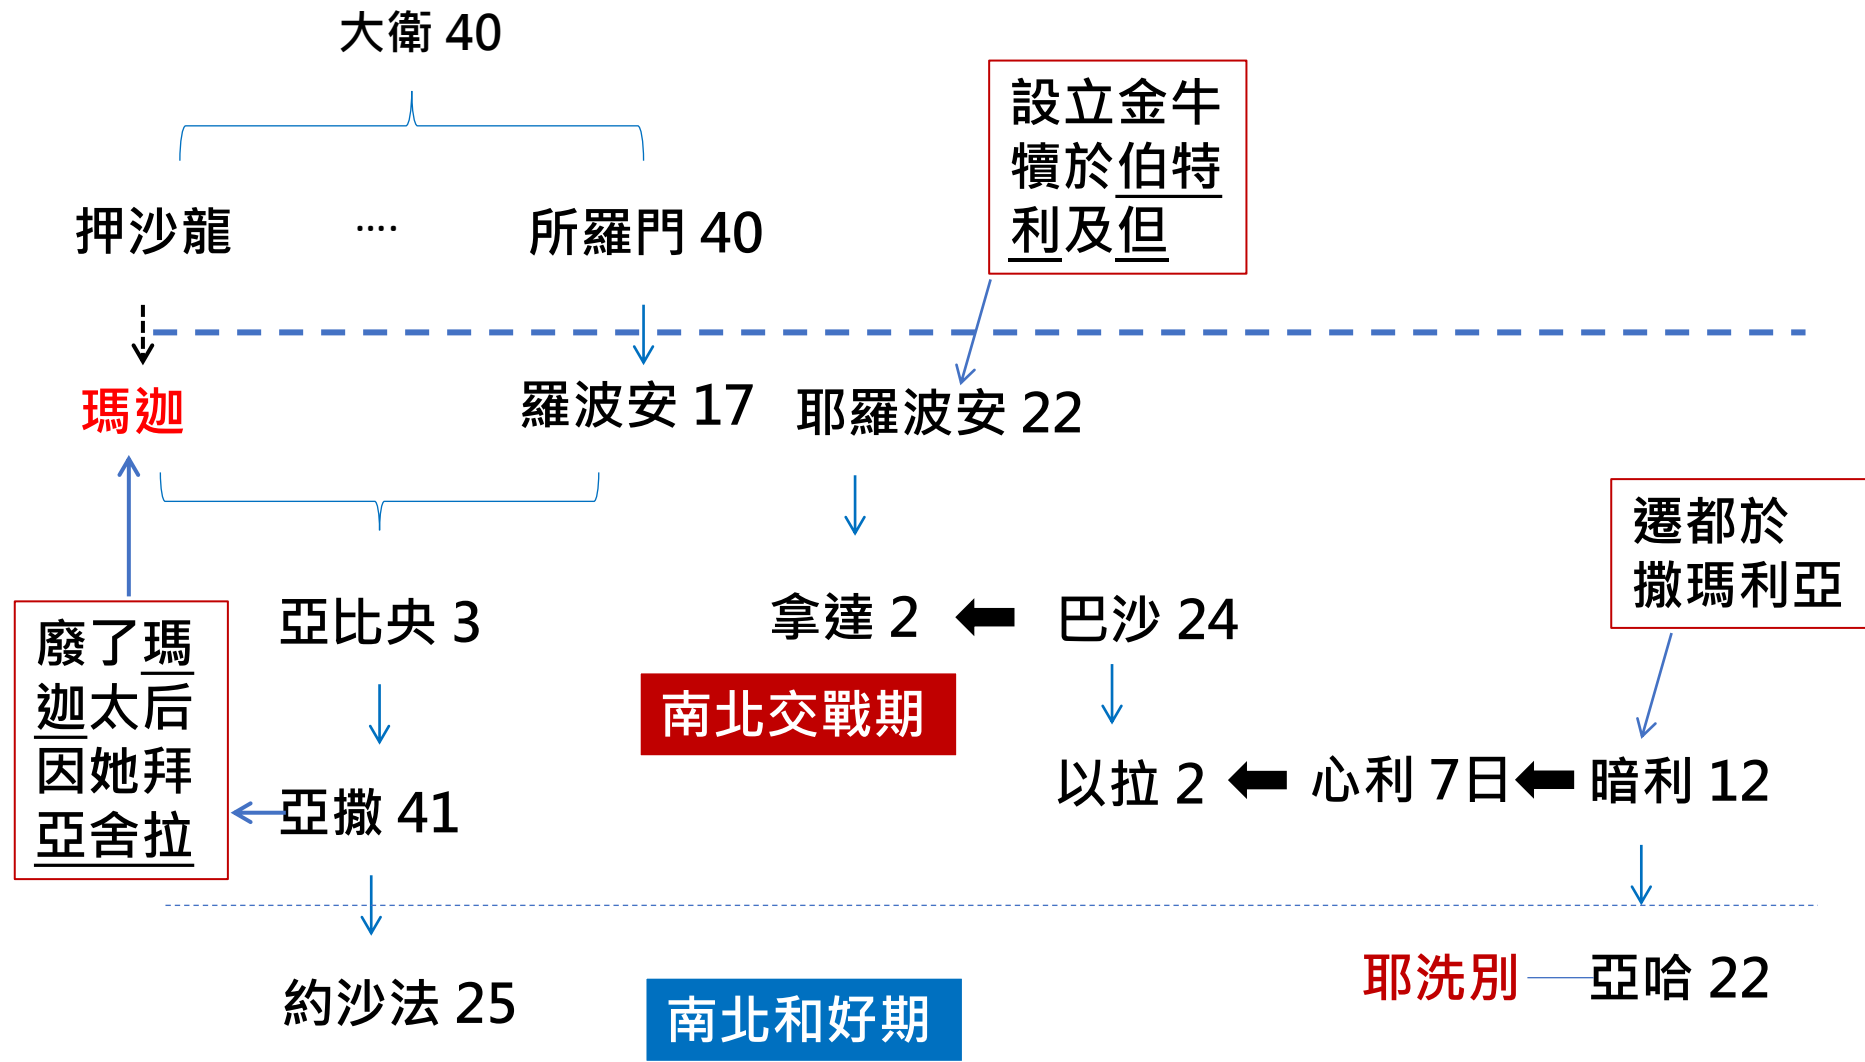 大衛 40
設立金牛
犢於伯特
利及但
押沙龍
....
所羅門 40
瑪迦
羅波安 17
耶羅波安 22
遷都於
撒瑪利亞
廢了瑪
迦太后
因她拜
亞舍拉
亞比央 3
拿達 2
巴沙 24
南北交戰期
亞撒 41
以拉 2
心利 7日
暗利 12
約沙法 25
南北和好期
耶洗別
亞哈 22